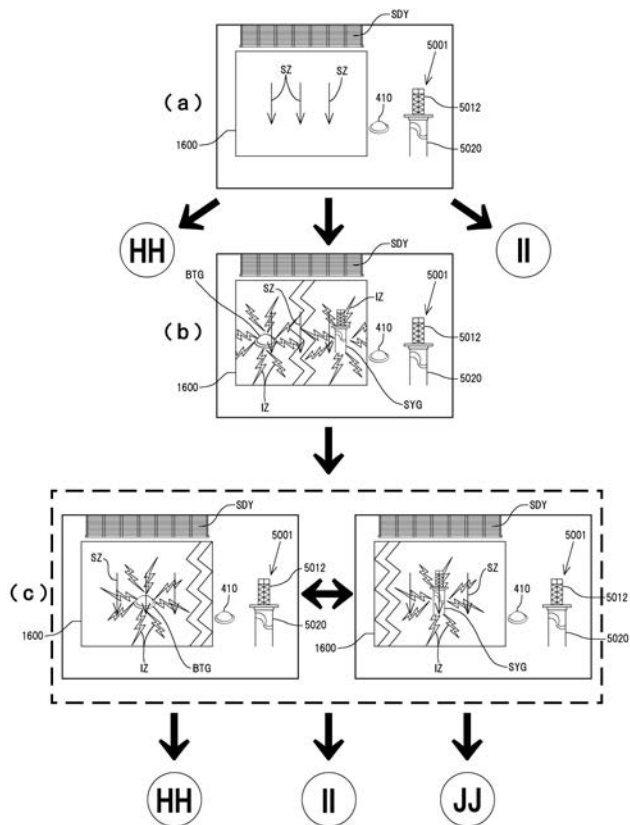 SDY
5001
SZ SZ
(a) 410 5012
1600 5020
HH II
SDY
BTG SZ IZ 5001
(b) 410 5012
1600 5020
IZ SYG
SDY SDY
SZ 5001 SZ 5001
(c) 410 5012 410 5012
1600 5020 1600 5020
IZ BTG IZ SYG
HH II JJ